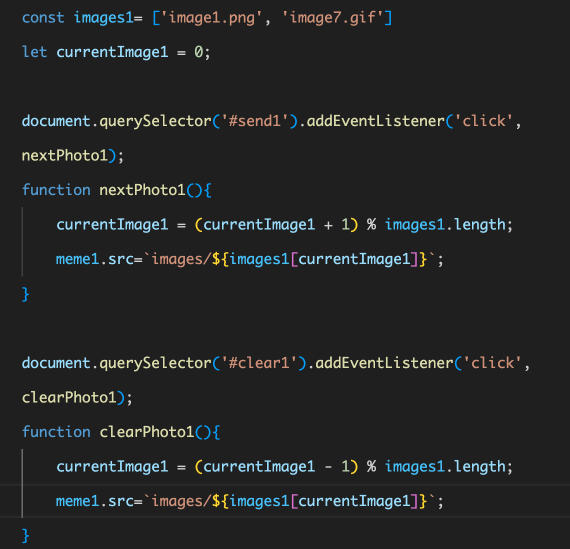 const images1= ['image1.png', 'image7.gif']
let currentImage1 = 0;
document.querySelector('#send1').addEventListener('click',
nextPhoto1);
function nextPhoto1(){
currentImage1 = (currentImage1 + 1) % images1.length;
meme1.src=`images/${images1[currentImage1]}`;
}
document.querySelector('#clear1').addEventListener('click',
clearPhoto1);
function clearPhoto1(){
currentImage1 = (currentImage1 - 1) % images1.length;
meme1.src=`images/${images1[currentImage1]}`;
}